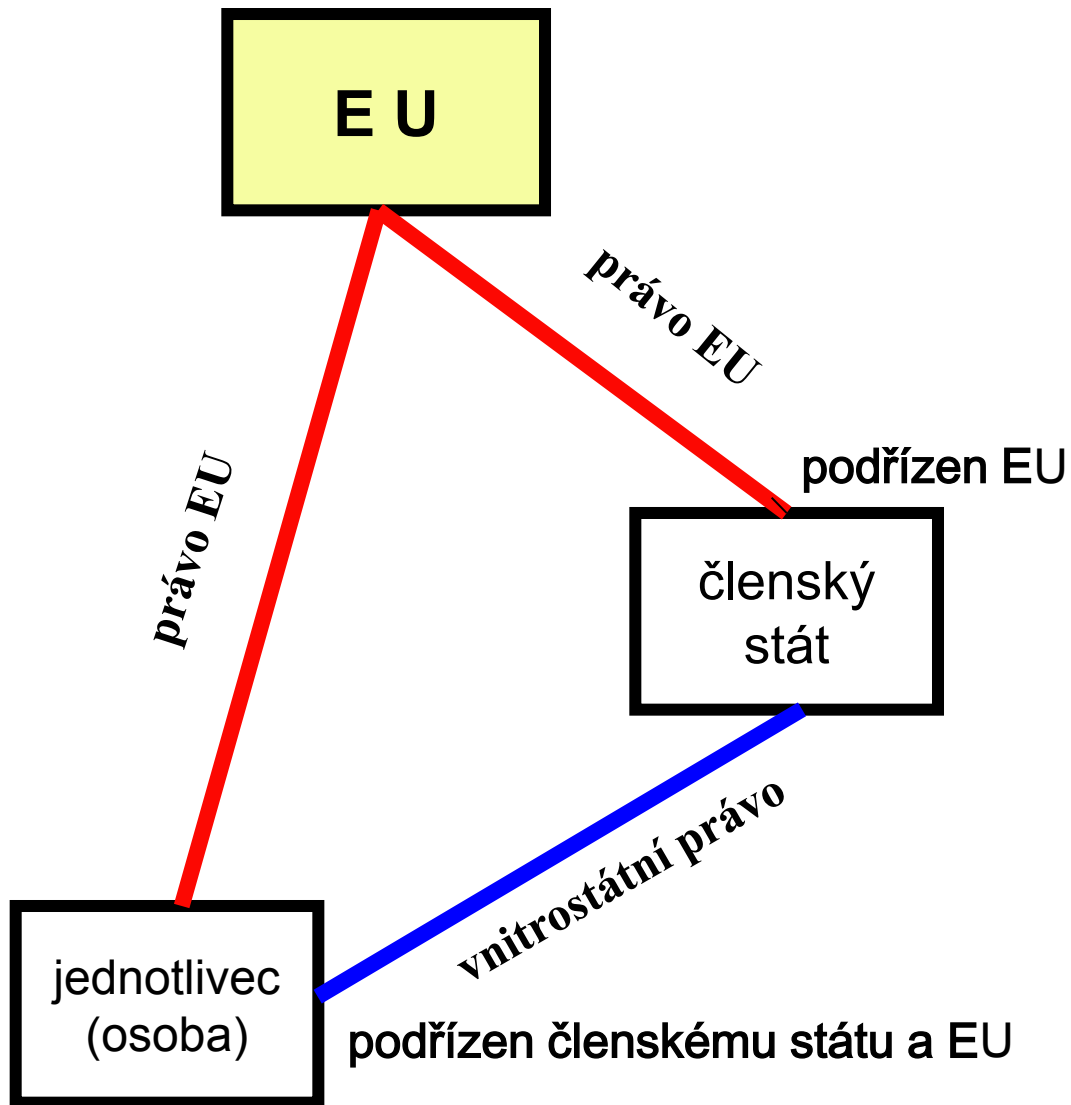 E U
právo EU
právo EU
podřízen EU
členský
stát
vnitrostátní právo
jednotlivec
(osoba)
podřízen členskému státu a EU